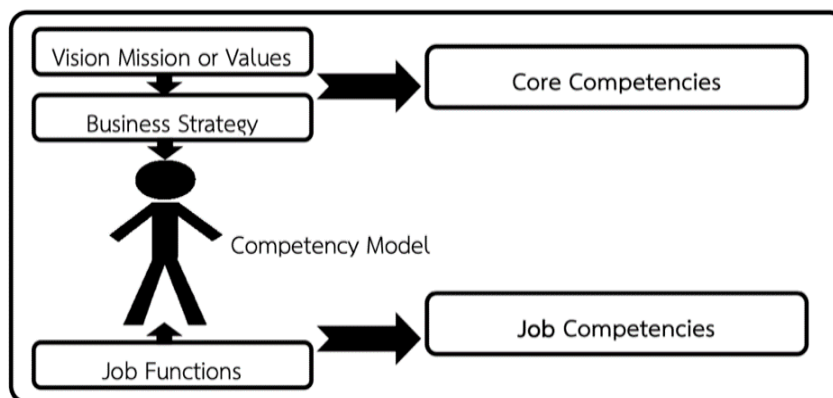 Vision Mission or Values
Core Competencies
Business Strategy
Competency Model
Job Competencies
Job Functions